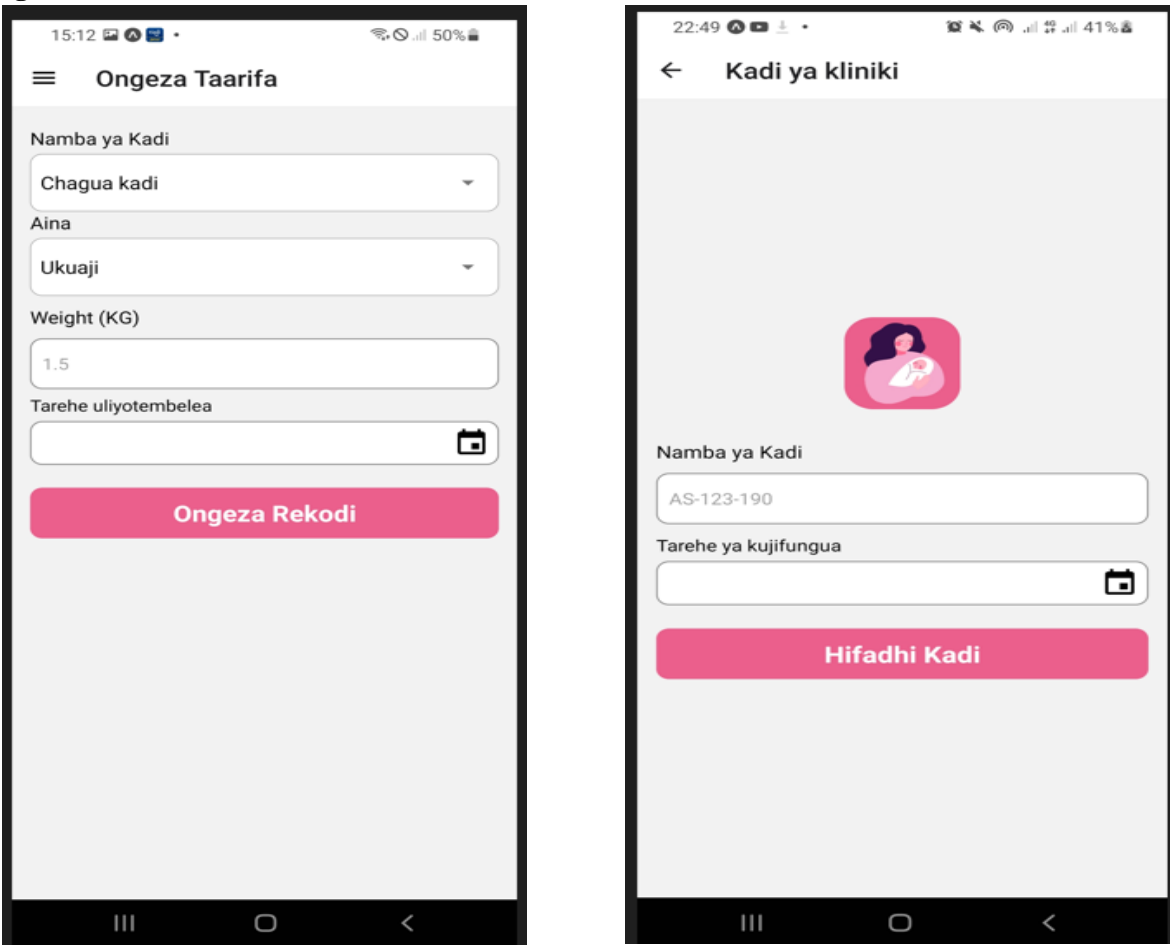 15:12
50%
Ongeza Taarifa
Namba ya Kadi
Chagua kadi
Aina
Ukuaji
Weight (KG)
1.5
Tarehe uliyotembelea
Ongeza Rekodi
22:49
4G
41%
Kadi ya kliniki
Namba ya Kadi
AS-123-190
Tarehe ya kujifungua
Hifadhi Kadi